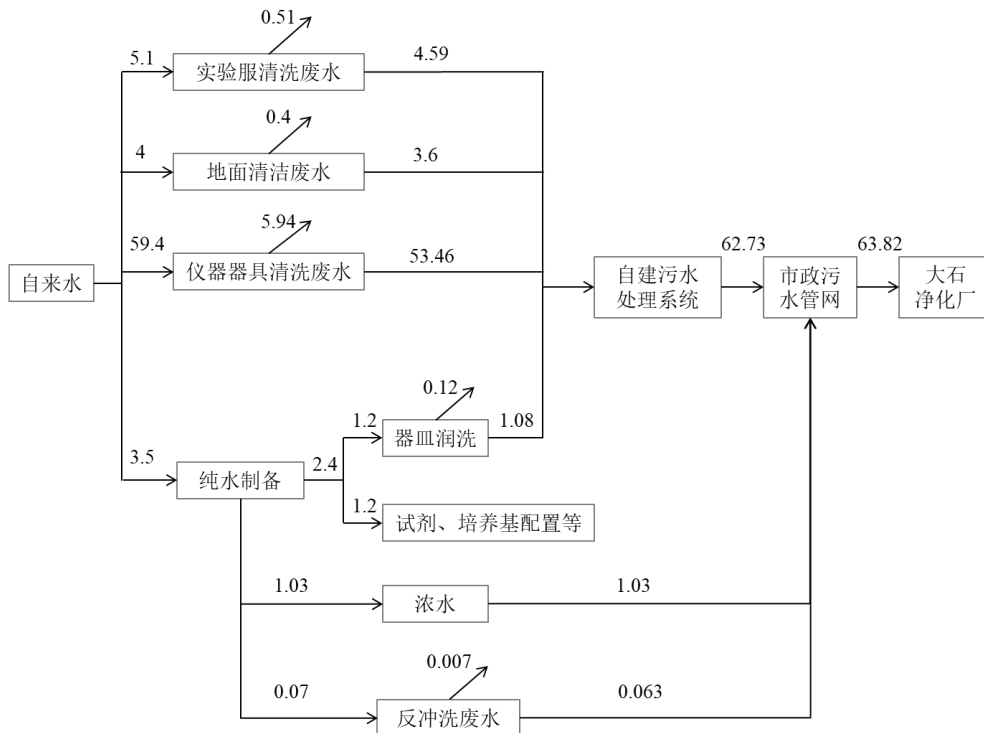 0.51
5.1
实验服清洗废水
4.59
0.4
4
地面清洁废水
3.6
5.94
59.4
仪器器具清洗废水
53.46
自来水
自建污水
处理系统
62.73
市政污
水管网
63.82
大石
净化厂
0.12
1.2
器皿润洗
1.08
3.5
纯水制备
2.4
1.2
试剂、培养基配置等
1.03
浓水
1.03
0.007
0.07
反冲洗废水
0.063